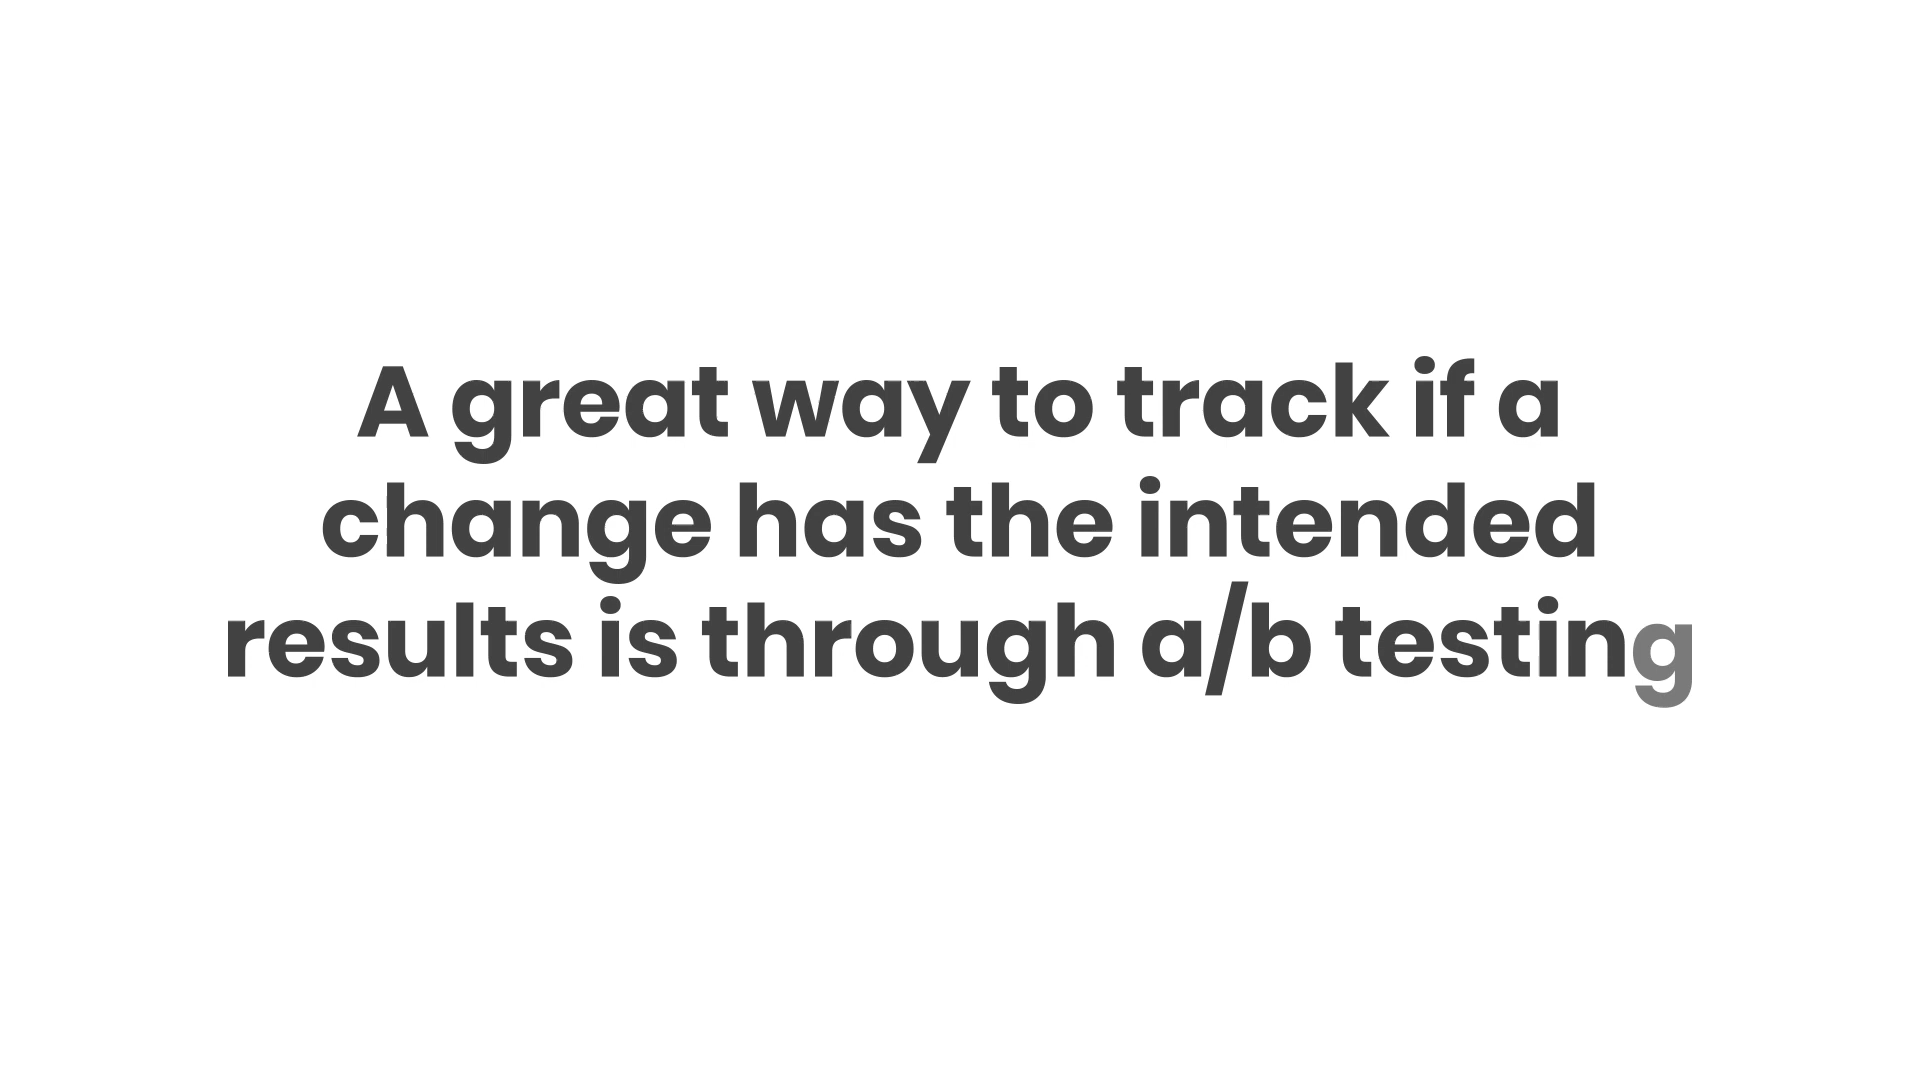 A great way to track if a
change has the intended
results is through a/b testing